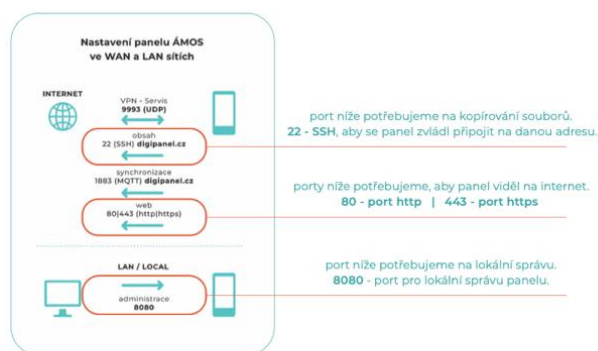 Nastavení panelu ÁMOS
ve WAN a LAN sítích
INTERNET
VPN - Servis
9993 (UDP)
obsah
22 (SSH) digipanel.cz
synchronizace
1883 (MQTT) digipanel.cz
web
80|443 (http|https)
LAN / LOCAL
administrace
8080
port níže potřebujeme na kopírování souborů.
22 - SSH, aby se panel zvládl připojit na danou adresu.
porty níže potřebujeme, aby panel viděl na internet.
80 - port http | 443 - port https
port níže potřebujeme na lokální správu.
8080 - port pro lokální správu panelu.